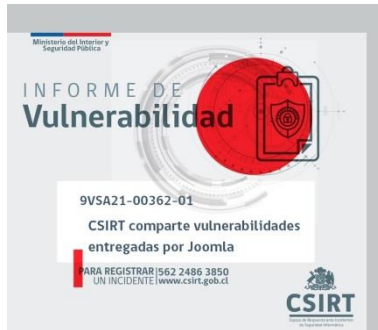 Ministerio del Interior y
Seguridad Pública
INFORME DE
Vulnerabilidad
9VSA21-00362-01
CSIRT comparte vulnerabilidades
entregadas por Joomla
PARA REGISTRAR 562 2486 3850
UN INCIDENTE www.csirt.gob.cl
CSIRT